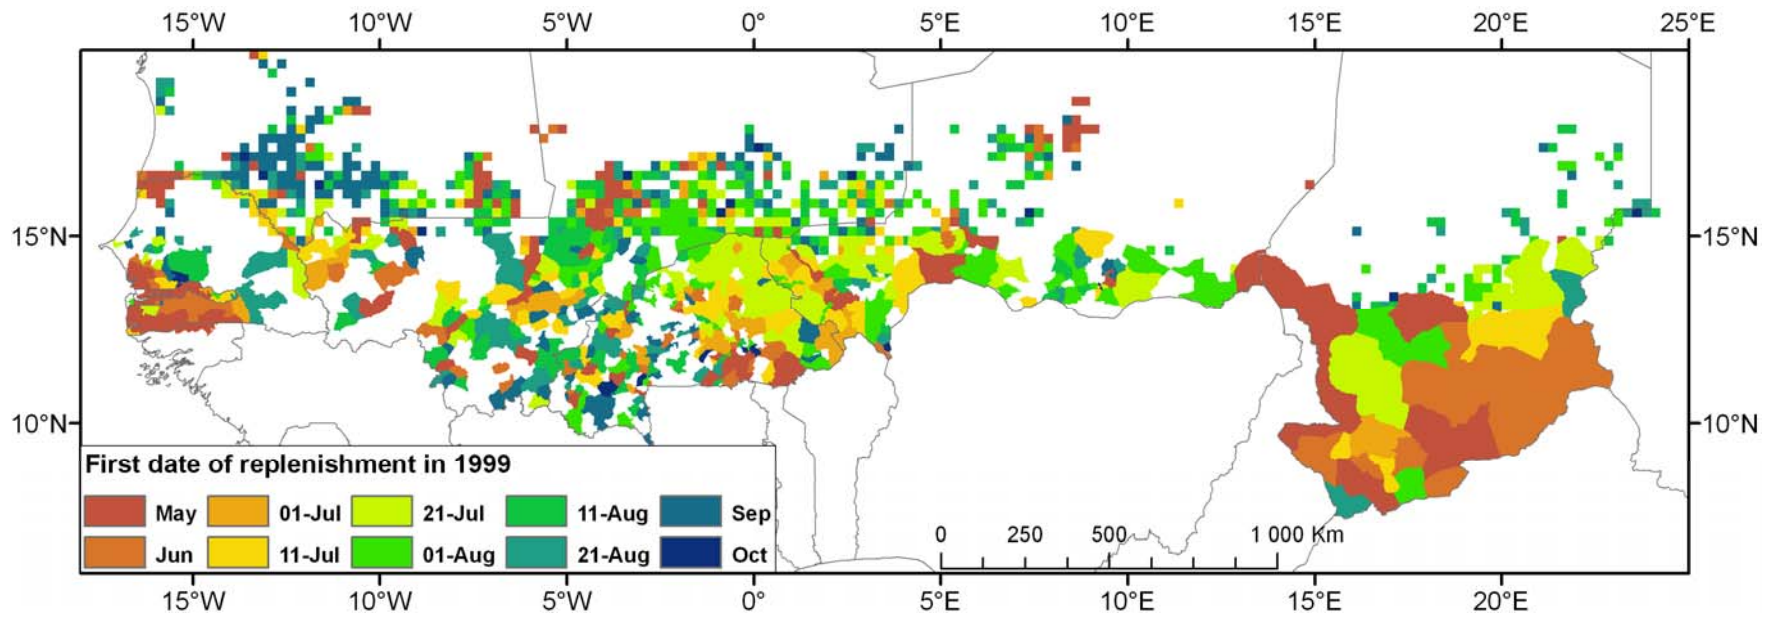 15°W 10°W 5°W 0° 5°E 10°E 15°E 20°E 25°E
15°N 15°N
10°N 10°N
First date of replenishment in 1999
May 01-Jul 21-Jul 11-Aug Sep
Jun 11-Jul 01-Aug 21-Aug Oct
0 250 500 1 000 Km
15°W 10°W 5°W 0° 5°E 10°E 15°E 20°E